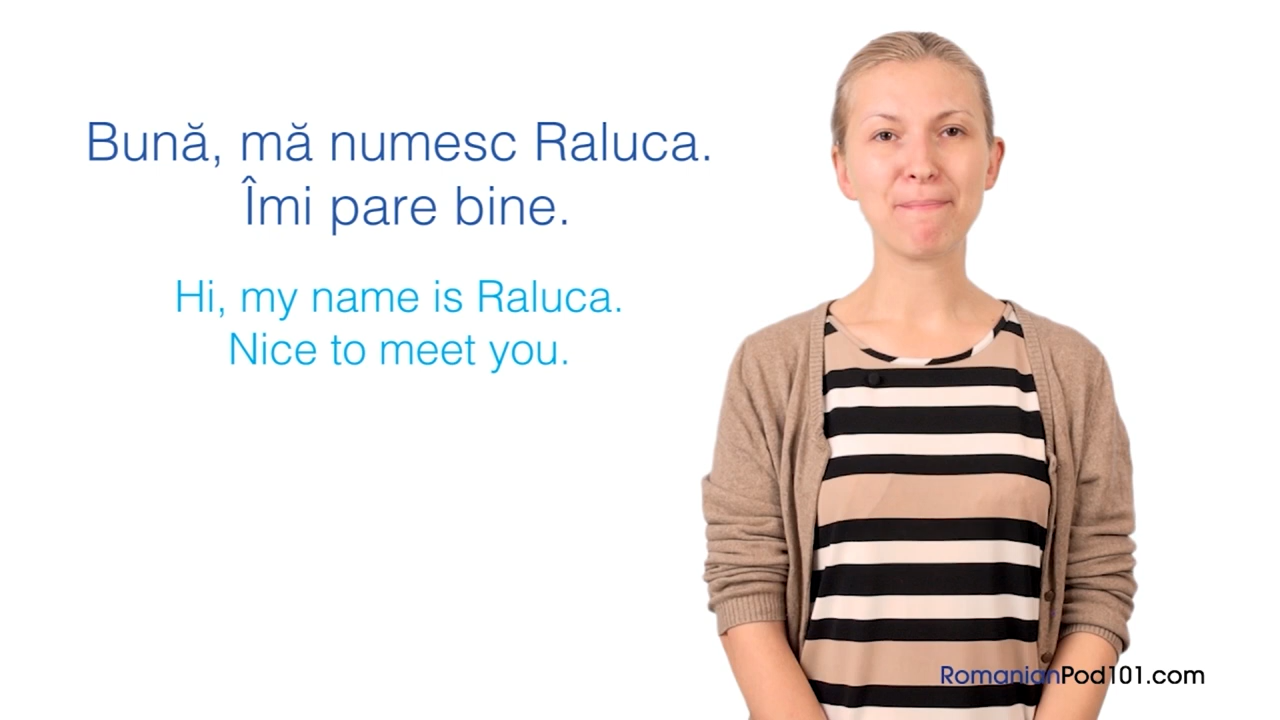 Bună, mă numesc Raluca.
Îmi pare bine.
Hi, my name is Raluca.
Nice to meet you.
RomanianPod101.com